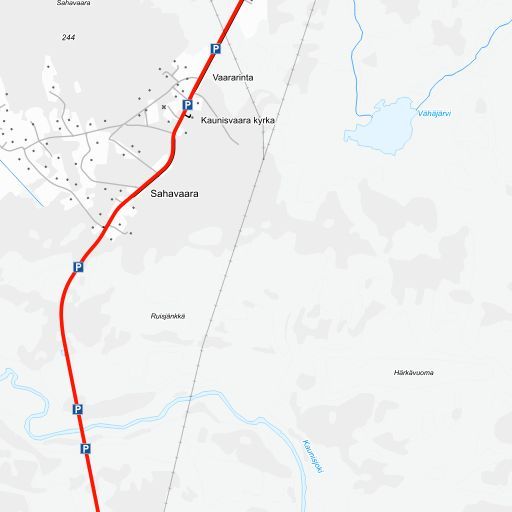 Sahavaara
244
P
Vaararinta
P
Vähäjärvi
Kaunisvaara kyrka
Sahavaara
P
Ruisjänkkä
Härkävuoma
P
Kaunisjoki
P